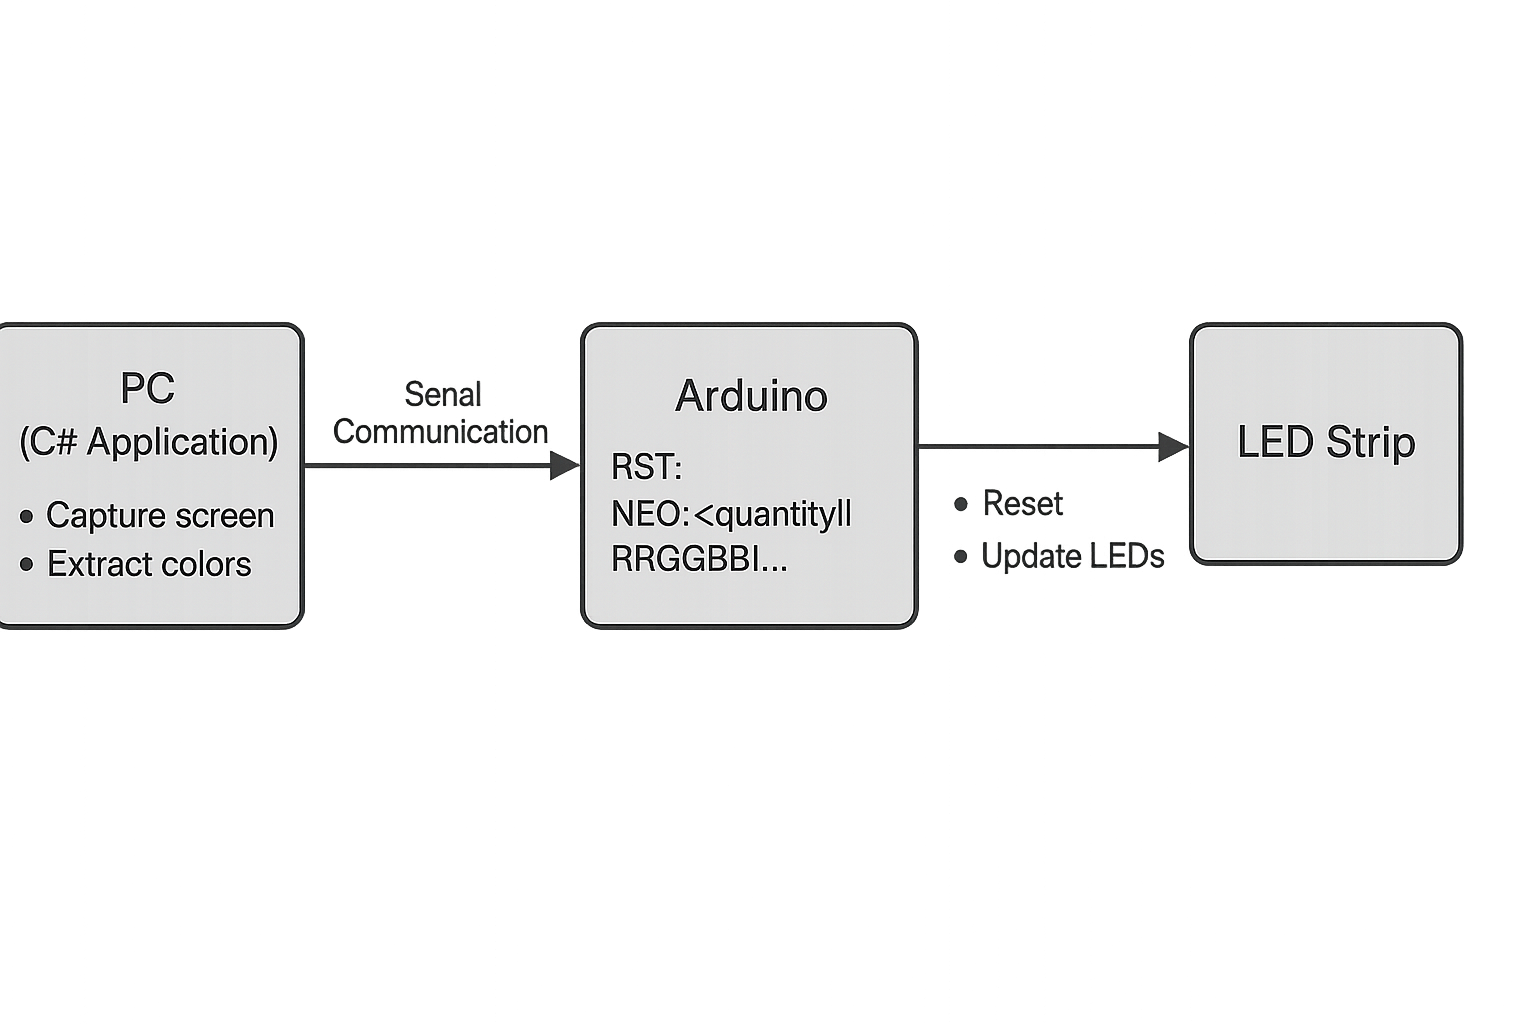 PC
(C# Application)
• Capture screen
• Extract colors
Senal
Communication
Arduino
RST:
NEO:<quantityll
RRGGBBI...
• Reset
• Update LEDs
LED Strip